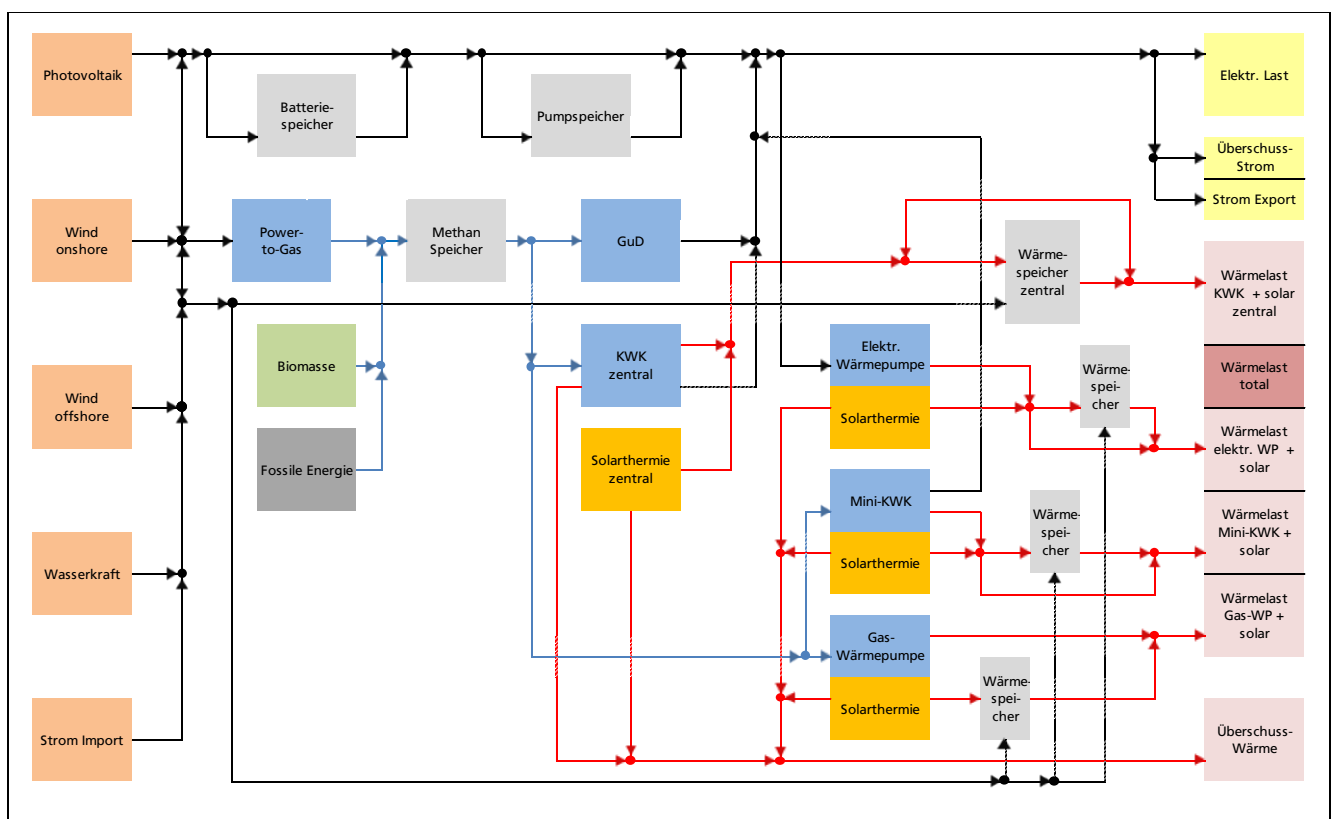 Photovoltaik
Batterie-
speicher
Pumpspeicher
Elektr. Last
Überschuss-
Strom
Strom Export
Wind
onshore
Power-
to-Gas
Methan
Speicher
GuD
Wärme-
speicher
zentral
Wärmelast
KWK + solar
zentral
Biomasse
KWK
zentral
Elektr.
Wärmepumpe
Solarthermie
Wärme-
spei-
cher
Wärmelast
total
Wind
offshore
Fossile Energie
Solarthermie
zentral
Wärmelast
elektr. WP +
solar
Mini-KWK
Solarthermie
Wärme-
spei-
cher
Wärmelast
Mini-KWK +
solar
Wasserkraft
Gas-
Wärmepumpe
Solarthermie
Wärme-
spei-
cher
Wärmelast
Gas-WP +
solar
Strom Import
Überschuss-
Wärme